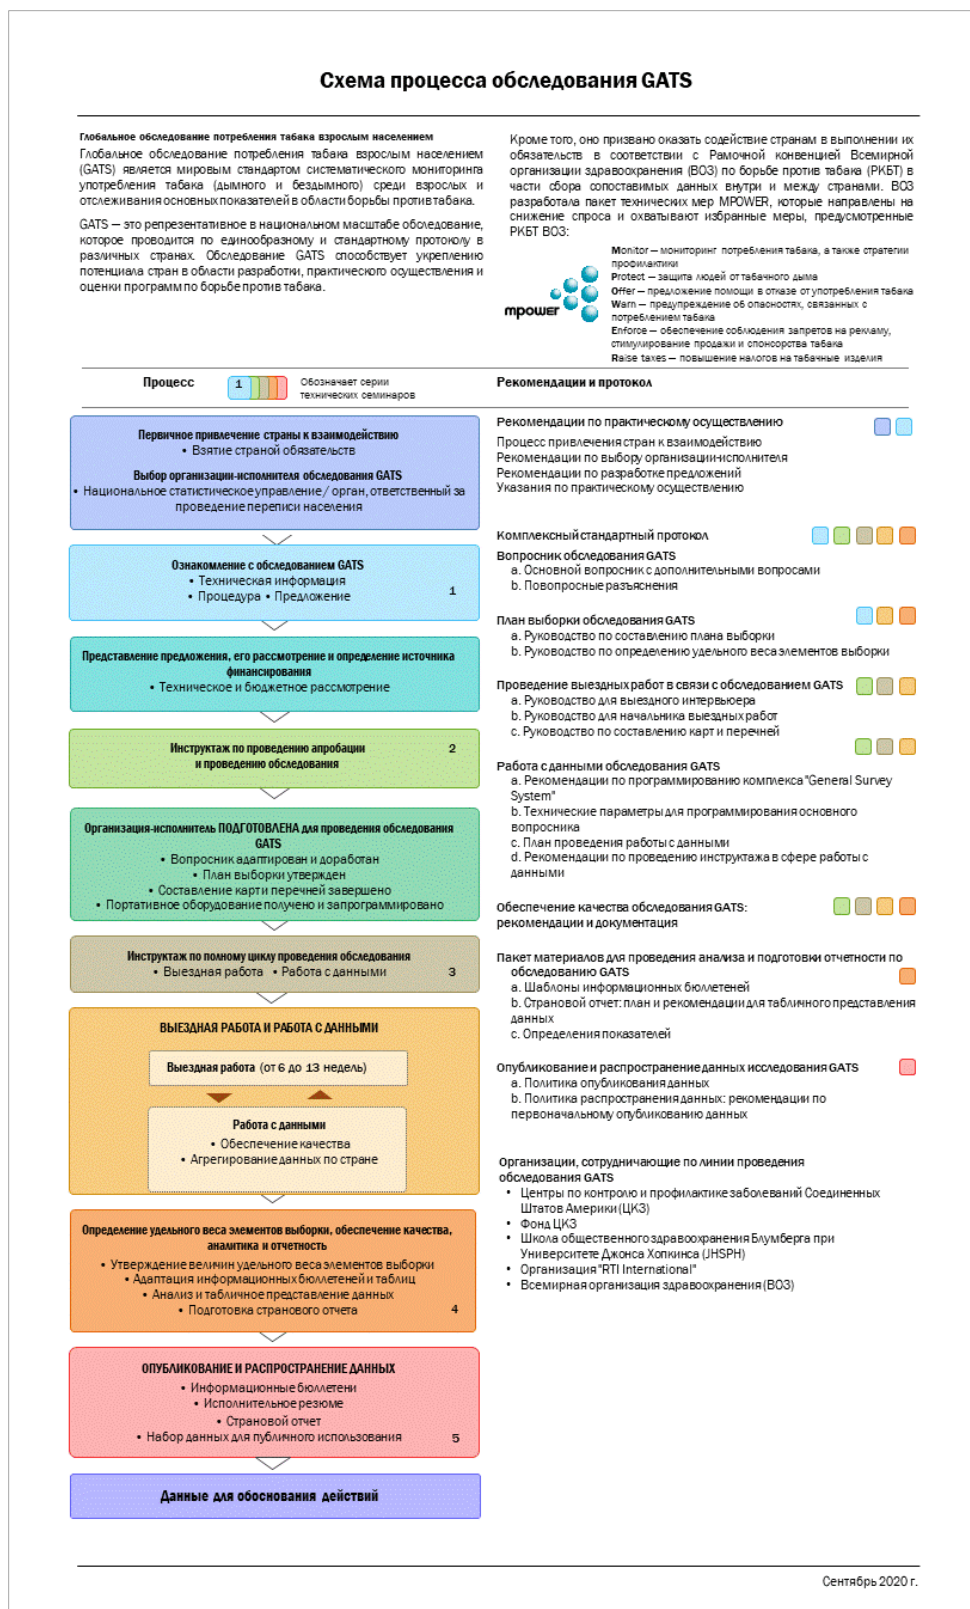 Схема процесса обследования GATS
Глобальное обследование потребления табака взрослым населением
Глобальное обследование потребления табака взрослым населением
(GATS) является мировым стандартом систематического мониторинга
употребления табака (дымного и бездымного) среди взрослых и
отслеживания основных показателей в области борьбы против табака.
GATS — это репрезентативное в национальном масштабе обследование,
которое проводится по единообразному и стандартному протоколу в
различных странах. Обследование GATS способствует укреплению
потенциала стран в области разработки, практического осуществления и
оценки программ по борьбе против табака.
Кроме того, оно призвано оказать содействие странам в выполнении их
обязательств в соответствии с Рамочной конвенцией Всемирной
организации здравоохранения (ВОЗ) по борьбе против табака (РКБТ) в
части сбора сопоставимых данных внутри и между странами. ВОЗ
разработала пакет технических мер MPOWER, которые направлены на
снижение спроса и охватывают избранные меры, предусмотренные
РКБТ ВОЗ:
mpower
Monitor — мониторинг потребления табака, а также стратегии
профилактики
Protect — защита людей от табачного дыма
Offer — предложение помощи в отказе от употребления табака
Warn — предупреждение об опасностях, связанных с
потреблением табака
Enforce — обеспечение соблюдения запретов на рекламу,
стимулирование продажи и спонсорства табака
Raise taxes — повышение налогов на табачные изделия
Процесс
1
Обозначает серии
технических семинаров
Рекомендации и протокол
Первичное привлечение страны к взаимодействию
• Взятие страной обязательств
Выбор организации-исполнителя обследования GATS
• Национальное статистическое управление / орган, ответственный за
проведение переписи населения
Ознакомление с обследованием GATS
• Техническая информация
• Процедура • Предложение
1
Представление предложения, его рассмотрение и определение источника
финансирования
• Техническое и бюджетное рассмотрение
Инструктаж по проведению апробации
и проведению обследования
2
Организация-исполнитель ПОДГОТОВЛЕНА для проведения обследования
GATS
• Вопросник адаптирован и доработан
• План выборки утвержден
• Составление карт и перечней завершено
• Портативное оборудование получено и запрограммировано
Инструктаж по полному циклу проведения обследования
• Выездная работа • Работа с данными
3
ВЫЕЗДНАЯ РАБОТА И РАБОТА С ДАННЫМИ
Выездная работа (от 6 до 13 недель)
Работа с данными
• Обеспечение качества
• Агрегирование данных по стране
Определение удельного веса элементов выборки, обеспечение качества,
аналитика и отчетность
• Утверждение величин удельного веса элементов выборки
• Адаптация информационных бюллетеней и таблиц
• Анализ и табличное представление данных
• Подготовка странового отчета
4
ОПУБЛИКОВАНИЕ И РАСПРОСТРАНЕНИЕ ДАННЫХ
• Информационные бюллетени
• Исполнительное резюме
• Страновой отчет
• Набор данных для публичного использования
5
Данные для обоснования действий
Рекомендации по практическому осуществлению
Процесс привлечения стран к взаимодействию
Рекомендации по выбору организации-исполнителя
Рекомендации по разработке предложений
Указания по практическому осуществлению
Комплексный стандартный протокол
Вопросник обследования GATS
a. Основной вопросник с дополнительными вопросами
b. Повопросные разъяснения
План выборки обследования GATS
a. Руководство по составлению плана выборки
b. Руководство по определению удельного веса элементов выборки
Проведение выездных работ в связи с обследованием GATS
a. Руководство для выездного интервьюера
b. Руководство для начальника выездных работ
c. Руководство по составлению карт и перечней
Работа с данными обследования GATS
a. Рекомендации по программированию комплекса "General Survey
System"
b. Технические параметры для программирования основного
вопросника
c. План проведения работы с данными
d. Рекомендации по проведению инструктажа в сфере работы с
данными
Обеспечение качества обследования GATS:
рекомендации и документация
Пакет материалов для проведения анализа и подготовки отчетности по
обследованию GATS
a. Шаблоны информационных бюллетеней
b. Страновой отчет: план и рекомендации для табличного представления
данных
c. Определения показателей
Опубликование и распространение данных исследования GATS
a. Политика опубликования данных
b. Политика распространения данных: рекомендации по
первоначальному опубликованию данных
Организации, сотрудничающие по линии проведения
обследования GATS
• Центры по контролю и профилактике заболеваний Соединенных
Штатов Америки (ЦКЗ)
• Фонд ЦКЗ
• Школа общественного здравоохранения Блумберга при
Университете Джонса Хопкинса (JHSPH)
• Организация "RTI International"
• Всемирная организация здравоохранения (ВОЗ)
Сентябрь 2020 г.